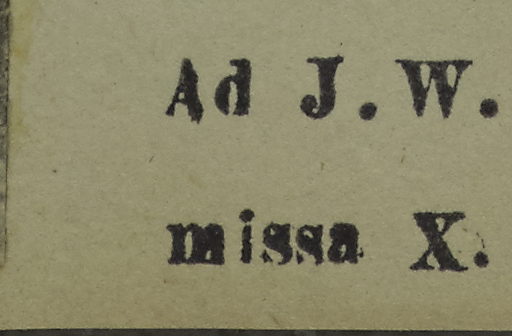 Ad J. W.
missa X.